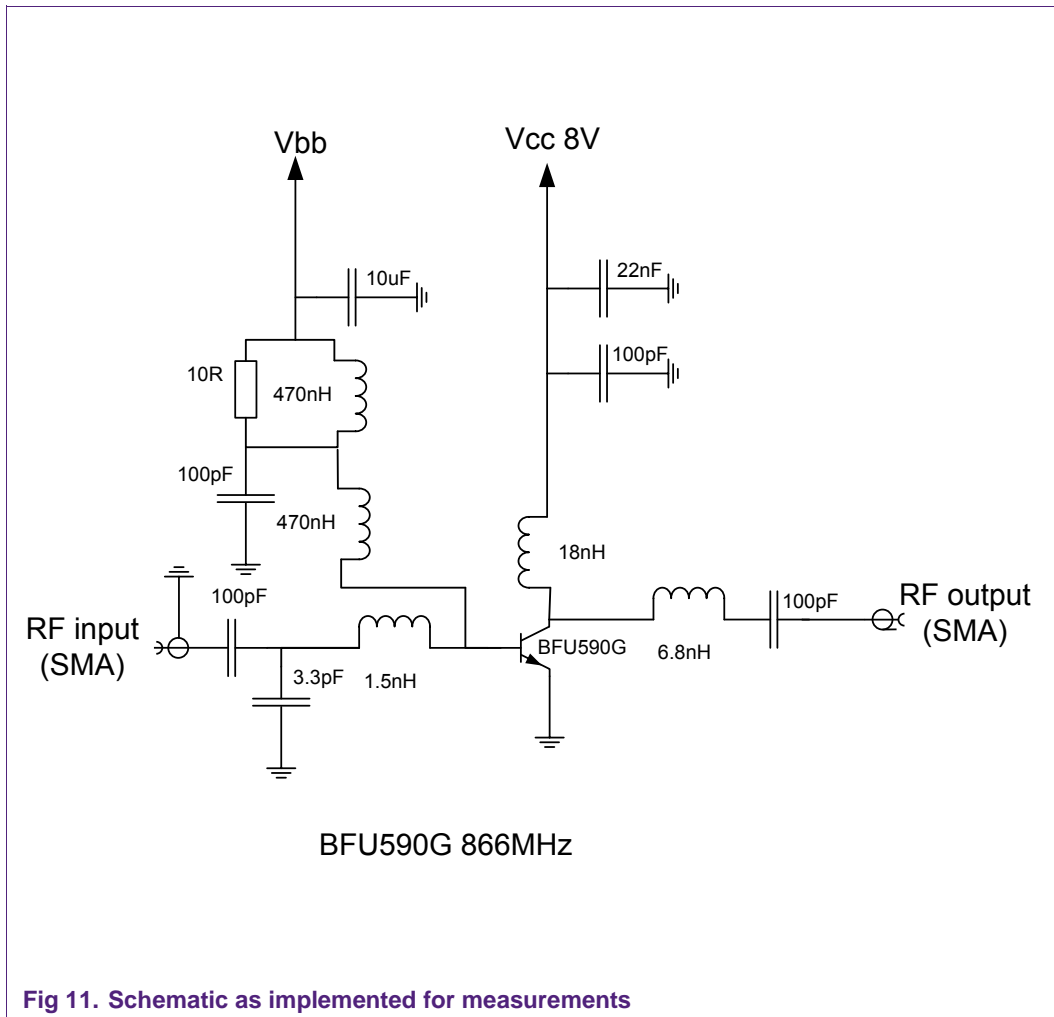 Vbb
Vcc 8V
10uF
22nF
100pF
10R
470nH
100pF
470nH
18nH
100pF
100pF
RF input
(SMA)
RF output
(SMA)
BFU590G
6.8nH
3.3pF
1.5nH
BFU590G 866MHz
Fig 11. Schematic as implemented for measurements